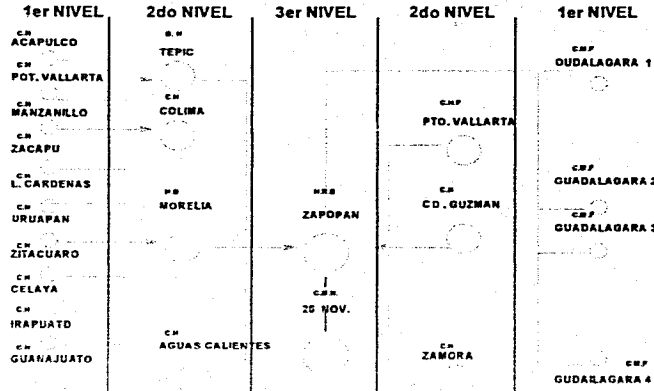 1er NIVEL
2do NIVEL
3er NIVEL
2do NIVEL
1er NIVEL
C.H
ACAPULCO
C.H
POT. VALLARTA
C.H
MANZANILLO
C.H
ZACAPU
C.H
L. CARDENAS
C.H
URUAPAN
C.H
ZITACUARO
C.H
CELAYA
C.H
IRAPUATO
C.H
GUANAJUATO
TEPIC
C.H
COLIMA
MORELIA
C.H
AGUAS CALIENTES
ZAPOPAN
C.M.N.
20 NOV.
C.H.F
PTO. VALLARTA
C.H
CD. GUZMAN
C.H
ZAMORA
C.M.F
OUDALAGARA 1
C.M.F
GUADALAGARA 2
C.M.F
GUADALAGARA 3
C.M.F
GUDAILAGARA 4